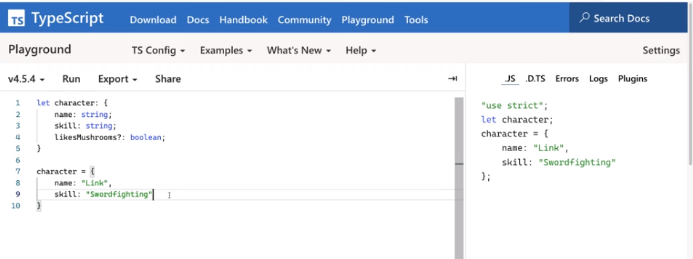 TS TypeScript Download Docs Handbook Community Playground Tools Search Docs
Playground TS Config Examples What's New Help Settings
v4.5.4 Run Export Share .JS .D.TS Errors Logs Plugins
1 let character: {
2 name: string;
3 skill: string;
4 likesMushrooms?: boolean;
5 }
6
7 character = {
8 name: "Link",
9 skill: "Swordfighting"
10 }
"use strict";
let character;
character = {
name: "Link",
skill: "Swordfighting"
};